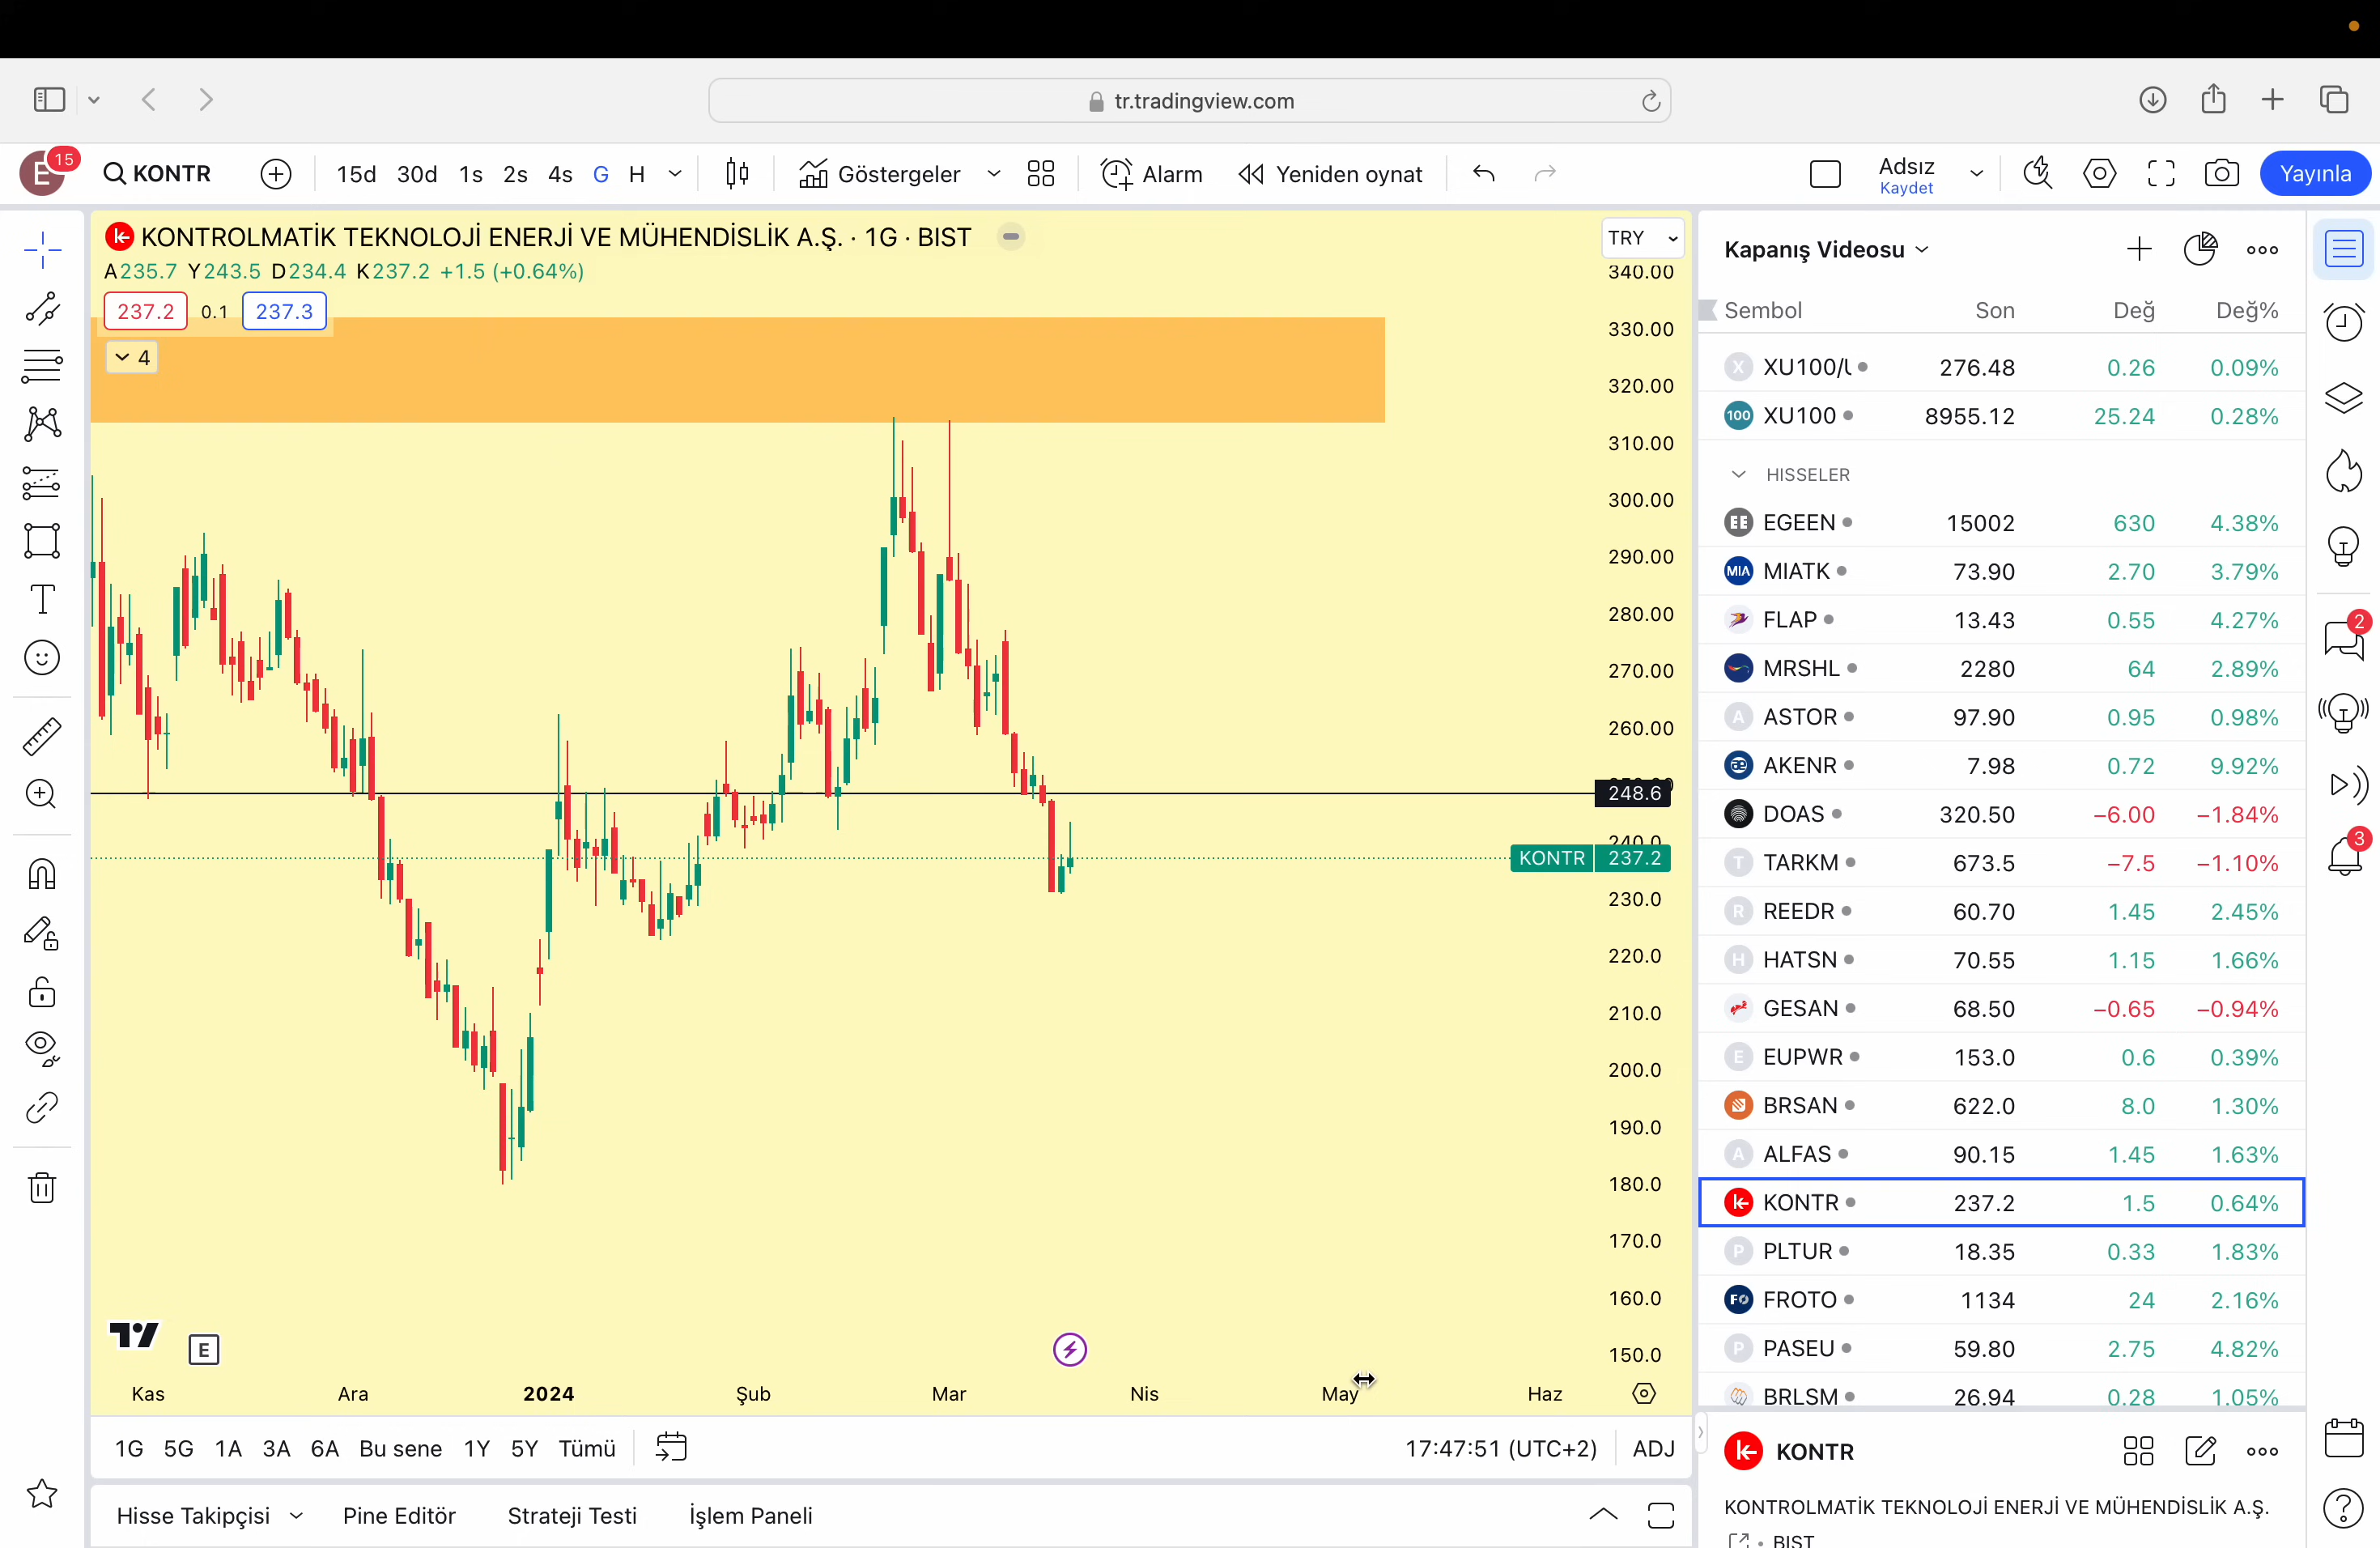 tr.tradingview.com
E 15 KONTR 15d 30d 1s 2s 4s G H Göstergeler Alarm Yeniden oynat Adsız Kaydet Yayınla
KONTROLMATİK TEKNOLOJİ ENERJİ VE MÜHENDİSLİK A.Ş. · 1G · BIST
A235.7 Y243.5 D234.4 K237.2 +1.5 (+0.64%)
237.2 0.1 237.3
4
TRY
340.00
330.00
320.00
310.00
300.00
290.00
280.00
270.00
260.00
248.6
KONTR 237.2
230.0
220.0
210.0
200.0
190.0
180.0
170.0
160.0
150.0
E
Kas Ara 2024 Şub Mar Nis May Haz
1G 5G 1A 3A 6A Bu sene 1Y 5Y Tümü 17:47:51 (UTC+2) ADJ
Hisse Takipçisi Pine Editör Strateji Testi İşlem Paneli
Kapanış Videosu
Sembol Son Değ Değ%
X XU100/U 276.48 0.26 0.09%
100 XU100 8955.12 25.24 0.28%
HISSELER
EE EGEEN 15002 630 4.38%
MIA MIATK 73.90 2.70 3.79%
FLAP 13.43 0.55 4.27%
MRSHL 2280 64 2.89%
A ASTOR 97.90 0.95 0.98%
æ AKENR 7.98 0.72 9.92%
DOAS 320.50 −6.00 −1.84%
T TARKM 673.5 −7.5 −1.10%
R REEDR 60.70 1.45 2.45%
H HATSN 70.55 1.15 1.66%
GESAN 68.50 −0.65 −0.94%
E EUPWR 153.0 0.6 0.39%
BRSAN 622.0 8.0 1.30%
A ALFAS 90.15 1.45 1.63%
KONTR 237.2 1.5 0.64%
P PLTUR 18.35 0.33 1.83%
FO FROTO 1134 24 2.16%
P PASEU 59.80 2.75 4.82%
BRLSM 26.94 0.28 1.05%
KONTR
KONTROLMATİK TEKNOLOJİ ENERJİ VE MÜHENDİSLİK A.Ş.
BIST
2
3